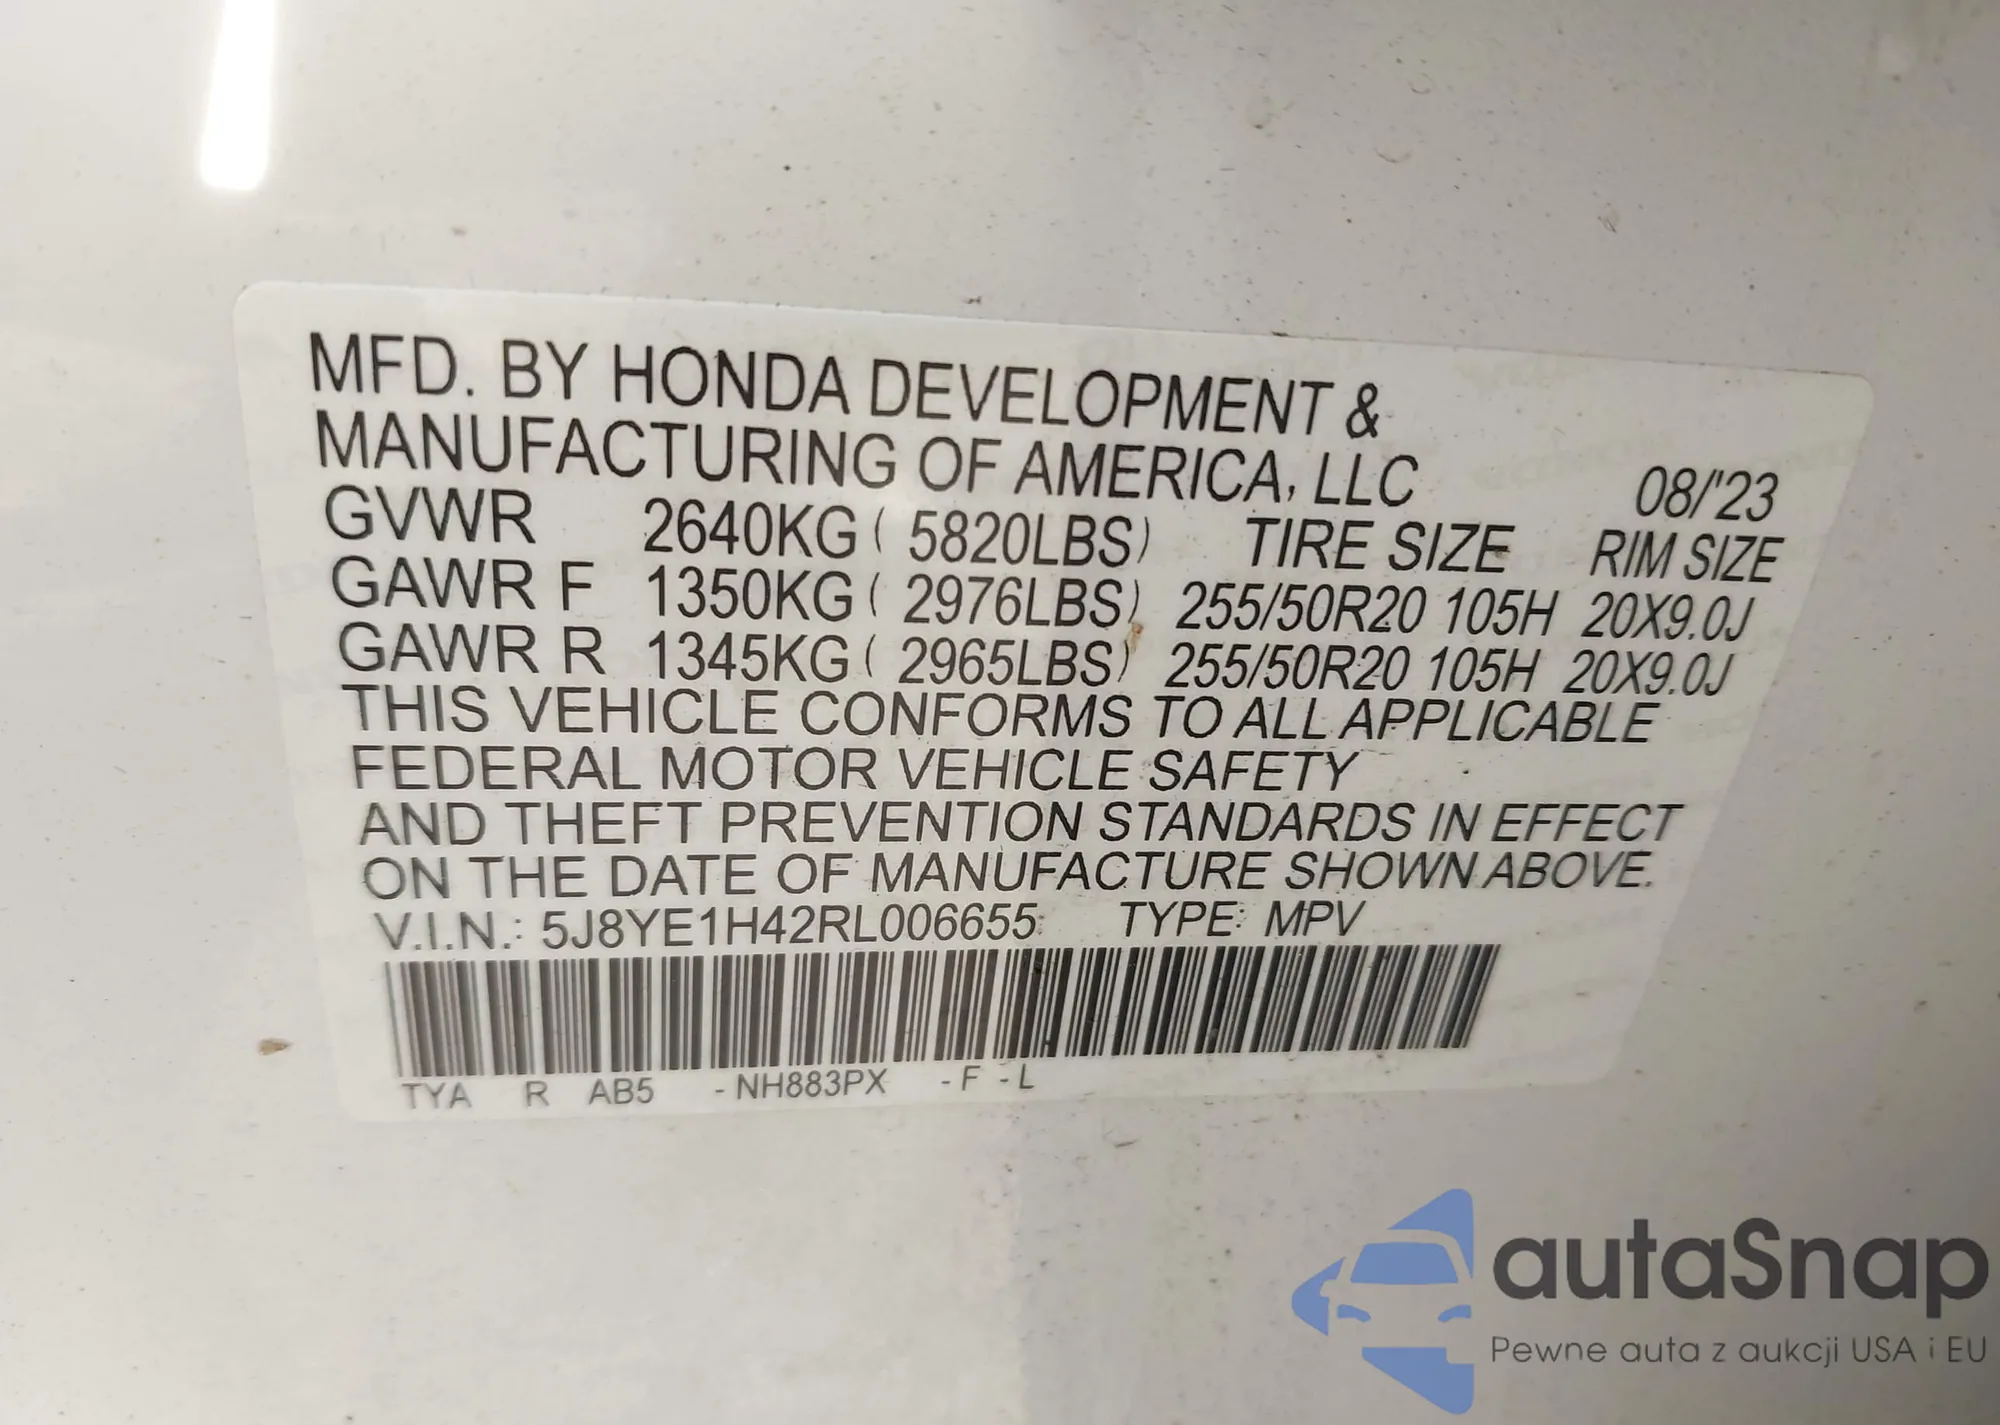 MFD. BY HONDA DEVELOPMENT &
MANUFACTURING OF AMERICA, LLC 08/'23
GVWR 2640KG ( 5820LBS) TIRE SIZE RIM SIZE
GAWR F 1350KG ( 2976LBS) 255/50R20 105H 20X9.0J
GAWR R 1345KG ( 2965LBS) 255/50R20 105H 20X9.0J
THIS VEHICLE CONFORMS TO ALL APPLICABLE
FEDERAL MOTOR VEHICLE SAFETY
AND THEFT PREVENTION STANDARDS IN EFFECT
ON THE DATE OF MANUFACTURE SHOWN ABOVE.
V.I.N.: 5J8YE1H42RL006655 TYPE: MPV
TYA R AB5 - NH883PX - F - L
autaSnap
Pewne auta z aukcji USA i EU